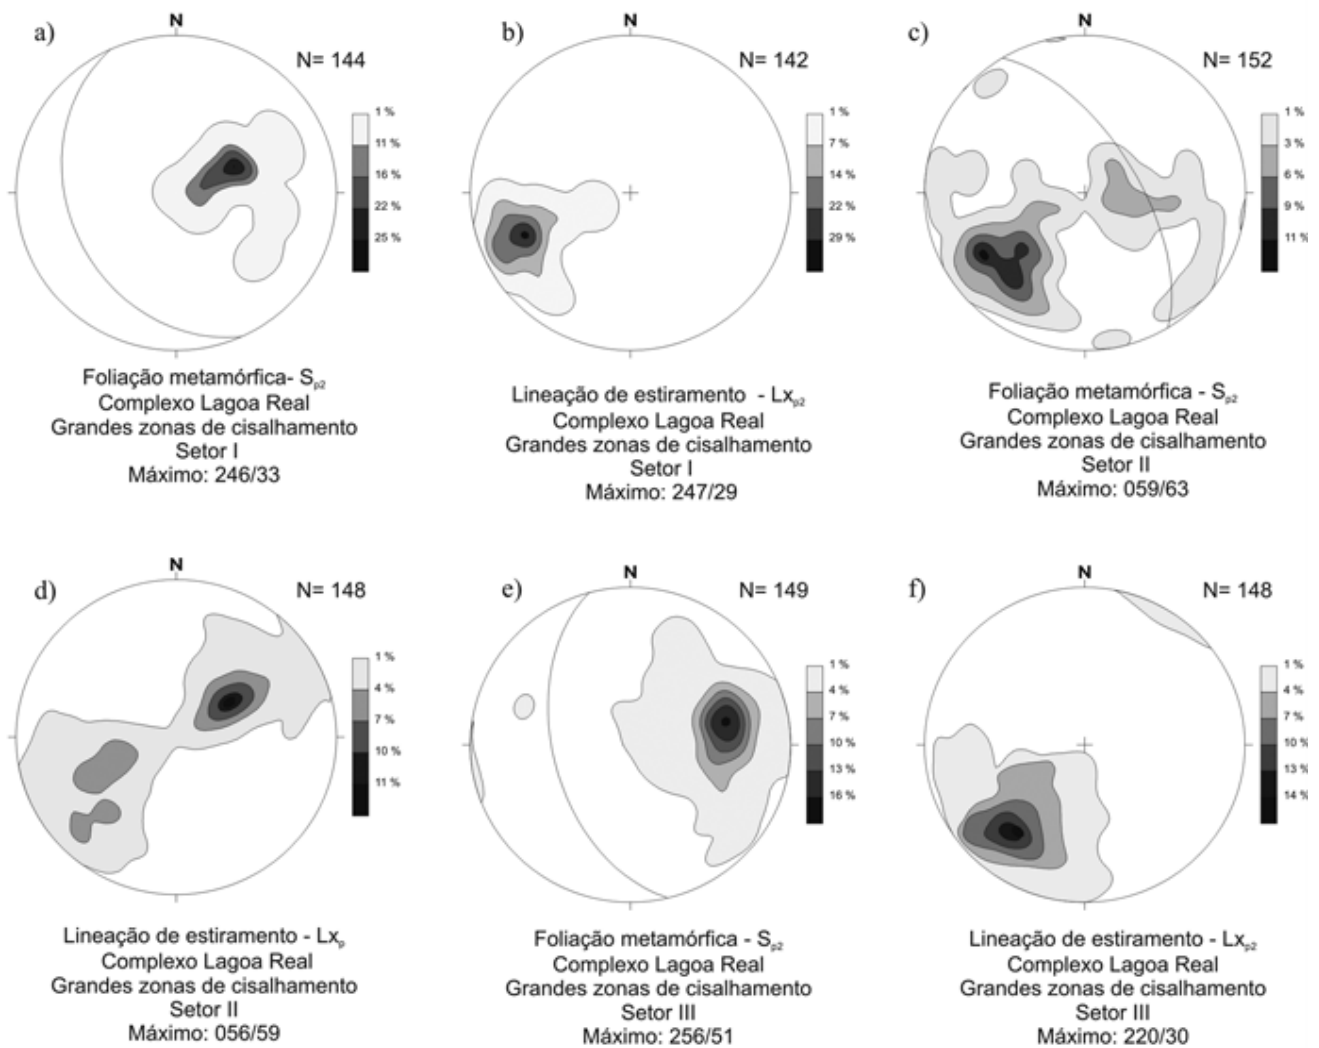 a)
N
N= 144
1 %
11 %
16 %
22 %
25 %
Foliação metamórfica- Sp2
Complexo Lagoa Real
Grandes zonas de cisalhamento
Setor I
Máximo: 246/33
b)
N
N= 142
1 %
7 %
14 %
22 %
29 %
Lineação de estiramento - Lxp2
Complexo Lagoa Real
Grandes zonas de cisalhamento
Setor I
Máximo: 247/29
c)
N
N= 152
1 %
3 %
6 %
9 %
11 %
Foliação metamórfica - Sp2
Complexo Lagoa Real
Grandes zonas de cisalhamento
Setor II
Máximo: 059/63
d)
N
N= 148
1 %
4 %
7 %
10 %
11 %
Lineação de estiramento - Lxp
Complexo Lagoa Real
Grandes zonas de cisalhamento
Setor II
Máximo: 056/59
e)
N
N= 149
1 %
4 %
7 %
10 %
13 %
16 %
Foliação metamórfica - Sp2
Complexo Lagoa Real
Grandes zonas de cisalhamento
Setor III
Máximo: 256/51
f)
N
N= 148
1 %
4 %
7 %
10 %
13 %
14 %
Lineação de estiramento - Lxp2
Complexo Lagoa Real
Grandes zonas de cisalhamento
Setor III
Máximo: 220/30